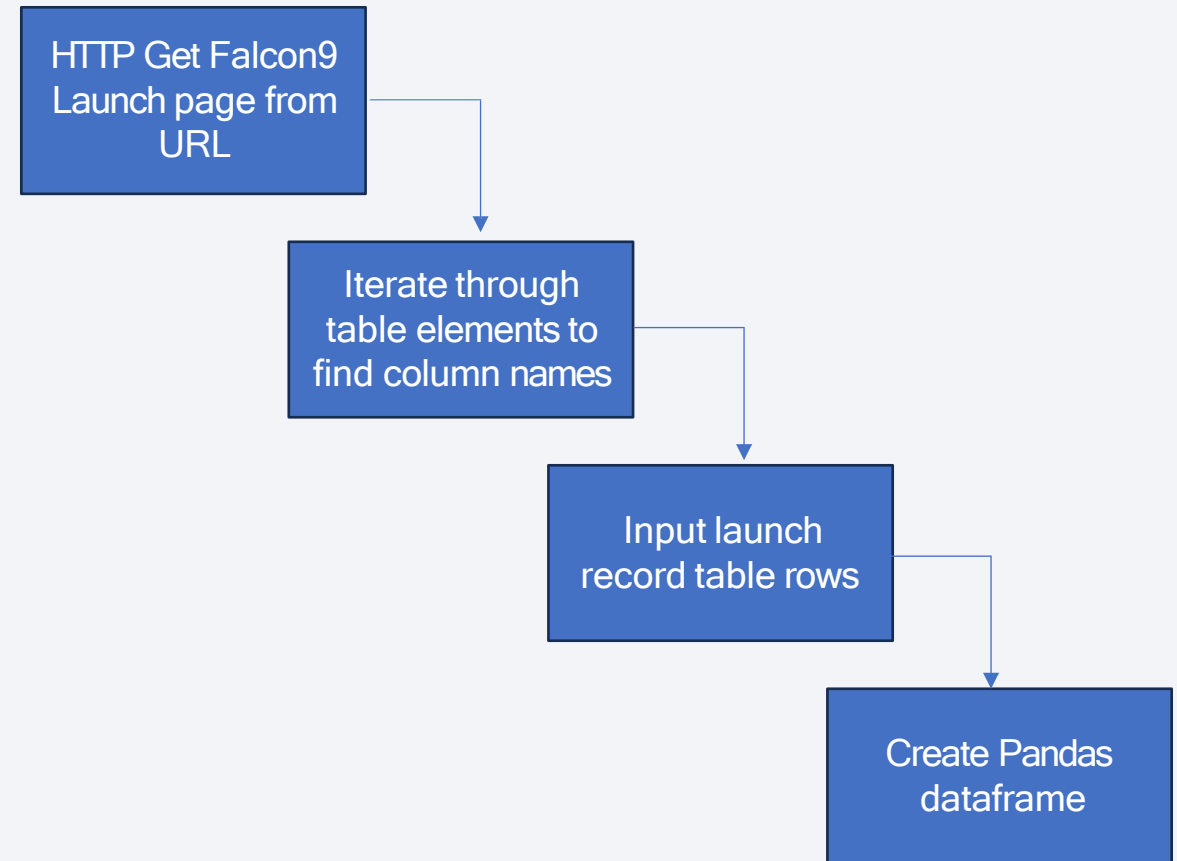 HTTP Get Falcon9
Launch page from
URL
Iterate through
table elements to
find column names
Input launch
record table rows
Create Pandas
dataframe